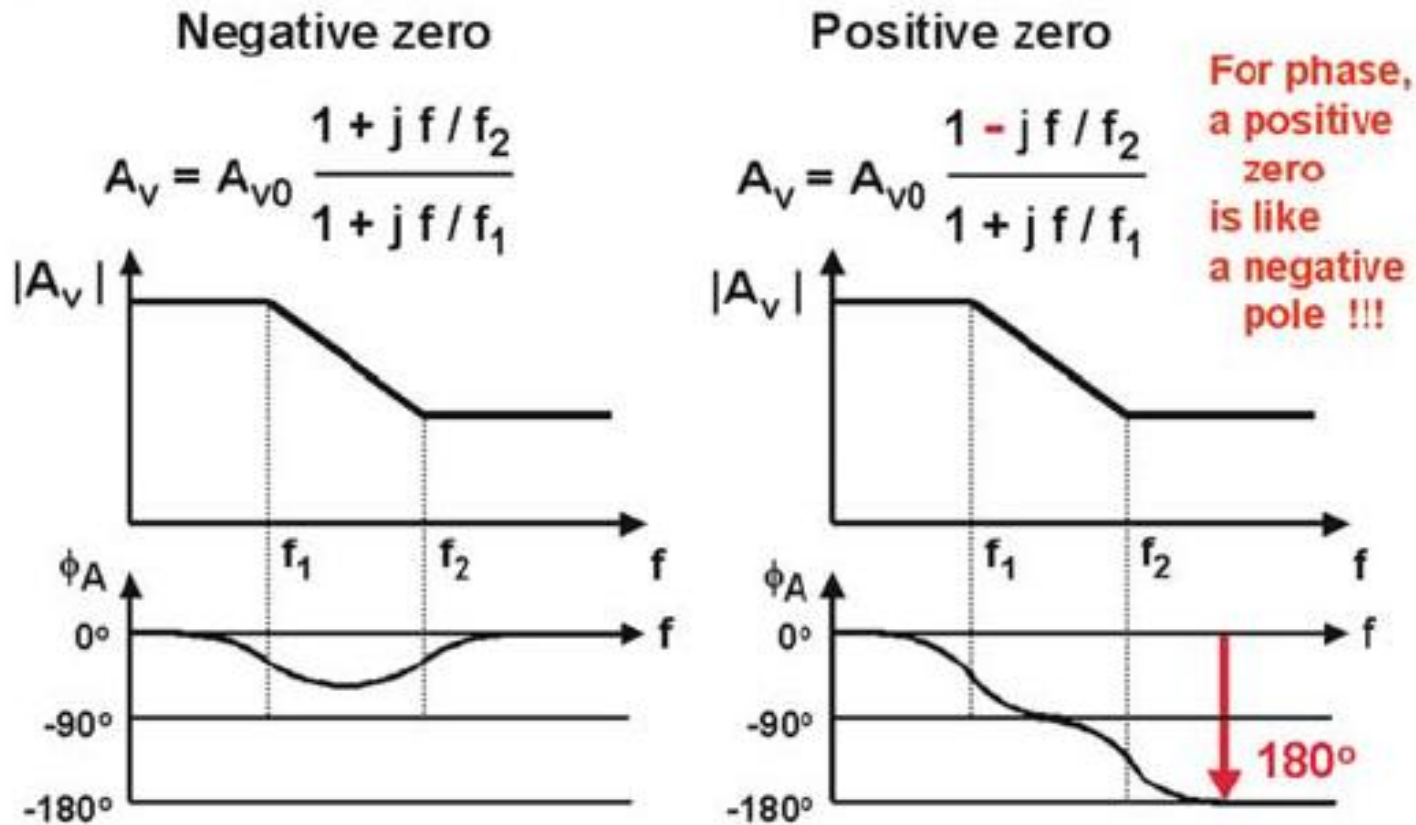 Negative zero
A_v = A_v0 (1 + j f / f_2) / (1 + j f / f_1)
|A_v|
f_1
f_2
f
ϕ_A
f
0°
-90°
-180°
Positive zero
A_v = A_v0 (1 - j f / f_2) / (1 + j f / f_1)
For phase,
a positive
zero
is like
a negative
pole !!!
|A_v|
f_1
f_2
f
ϕ_A
f
0°
-90°
-180°
180°